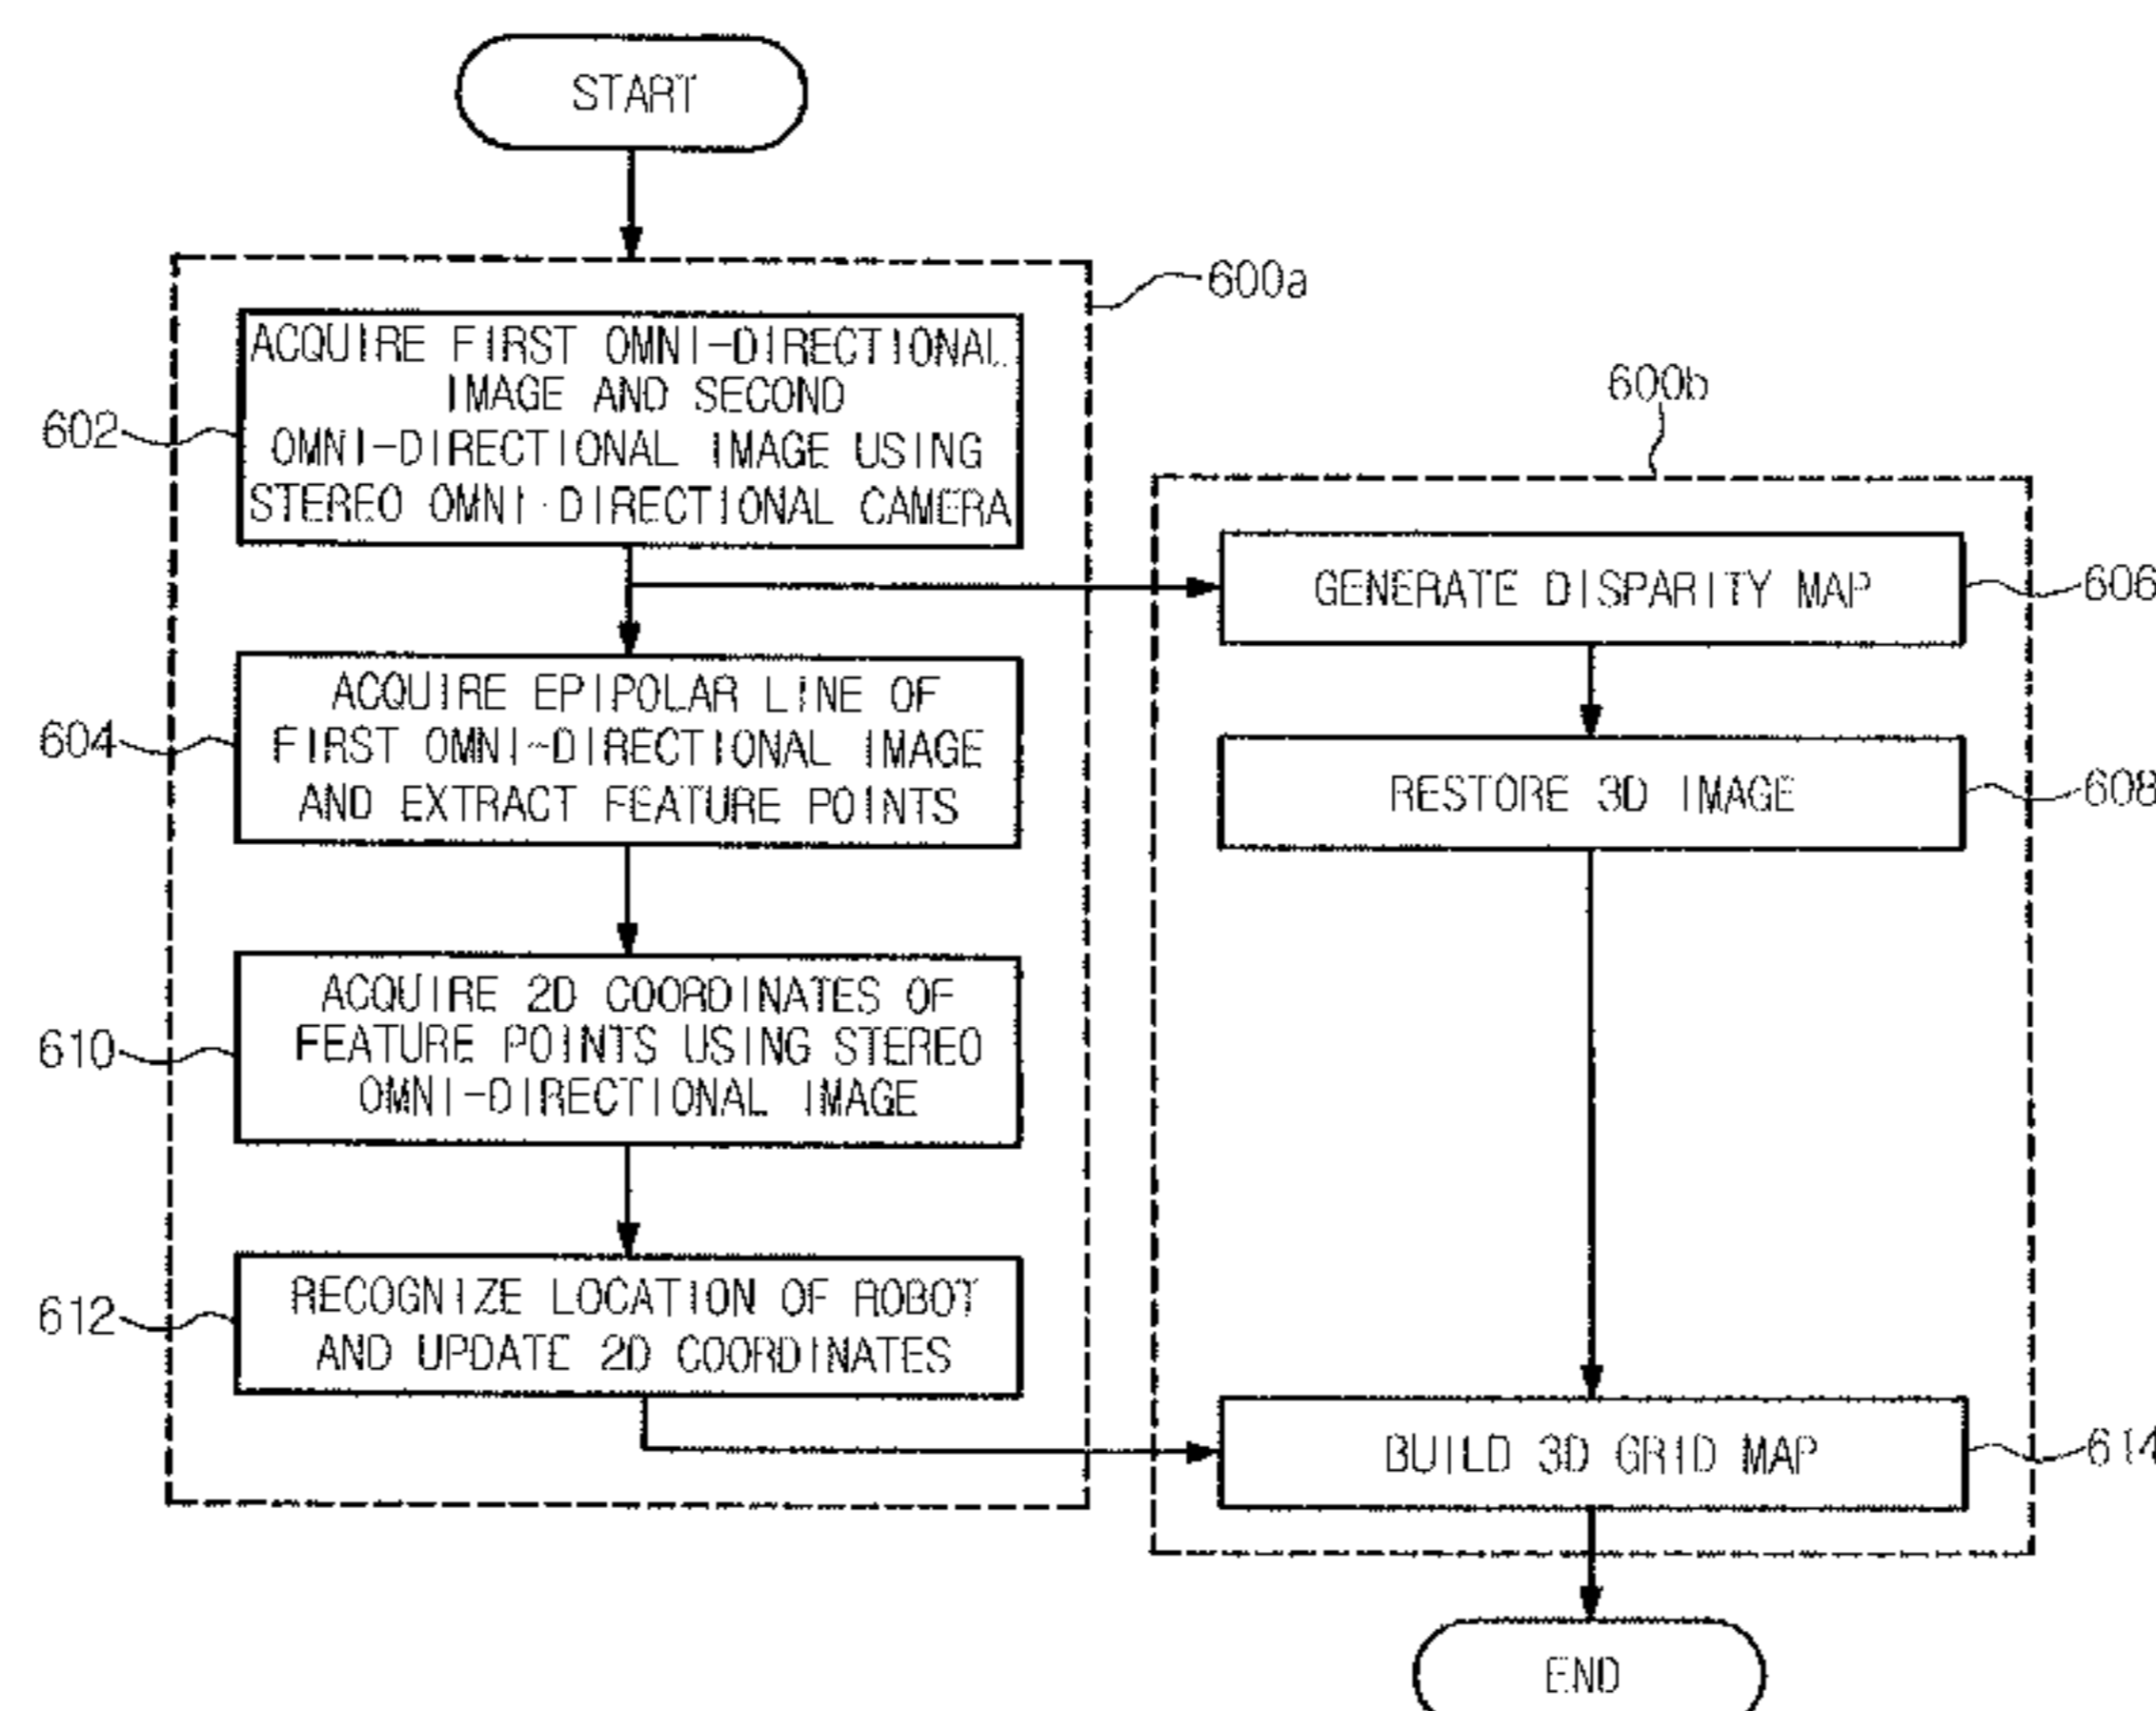 START
600a
ACQUIRE FIRST OMNI-DIRECTIONAL
IMAGE AND SECOND
OMNI-DIRECTIONAL IMAGE USING
STEREO OMNI-DIRECTIONAL CAMERA
602
600b
GENERATE DISPARITY MAP
606
ACQUIRE EPIPOLAR LINE OF
FIRST OMNI-DIRECTIONAL IMAGE
AND EXTRACT FEATURE POINTS
604
RESTORE 3D IMAGE
608
ACQUIRE 2D COORDINATES OF
FEATURE POINTS USING STEREO
OMNI-DIRECTIONAL IMAGE
610
RECOGNIZE LOCATION OF ROBOT
AND UPDATE 2D COORDINATES
612
BUILD 3D GRID MAP
614
END